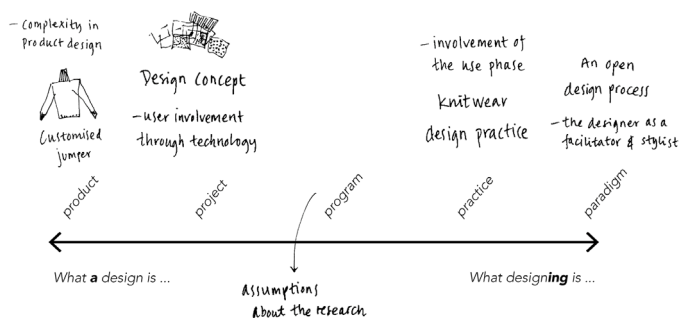 - Complexity in
product design
Customised
jumper
Design Concept
- user involvement
through technology
- involvement of
the use phase
knitwear
design practice
An open
design process
- the designer as a
facilitator & stylist
product
project
program
practice
paradigm
What a design is ...
What designing is ...
assumptions
about the research